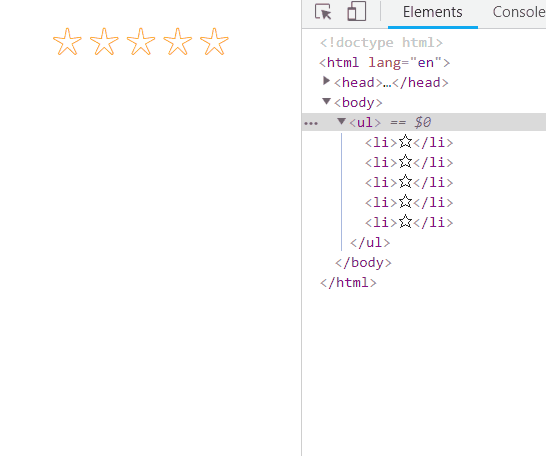 ☆☆☆☆☆
Elements Console
<!doctype html>
<html lang="en">
<head>…</head>
<body>
<ul> == $0
<li>☆</li>
<li>☆</li>
<li>☆</li>
<li>☆</li>
<li>☆</li>
</ul>
</body>
</html>